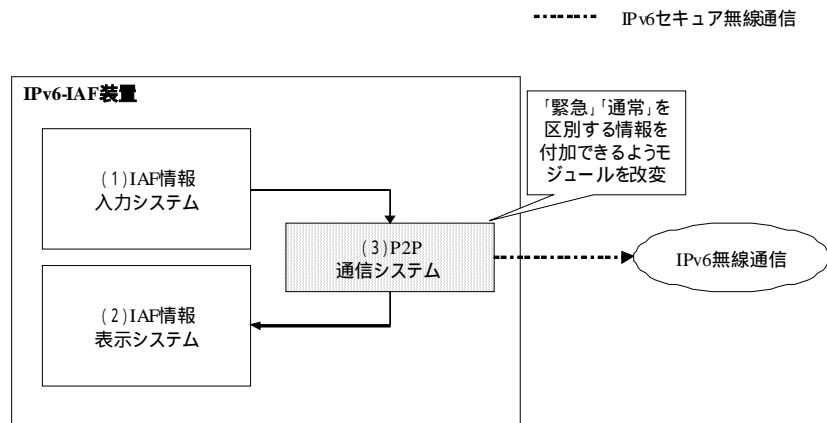 IPv6セキュア無線通信
IPv6-IAF装置
「緊急」「通常」を
区別する情報を
付加できるようモ
ジュールを改変
(1)IAF情報
入力システム
(3)P2P
通信システム
IPv6無線通信
(2)IAF情報
表示システム